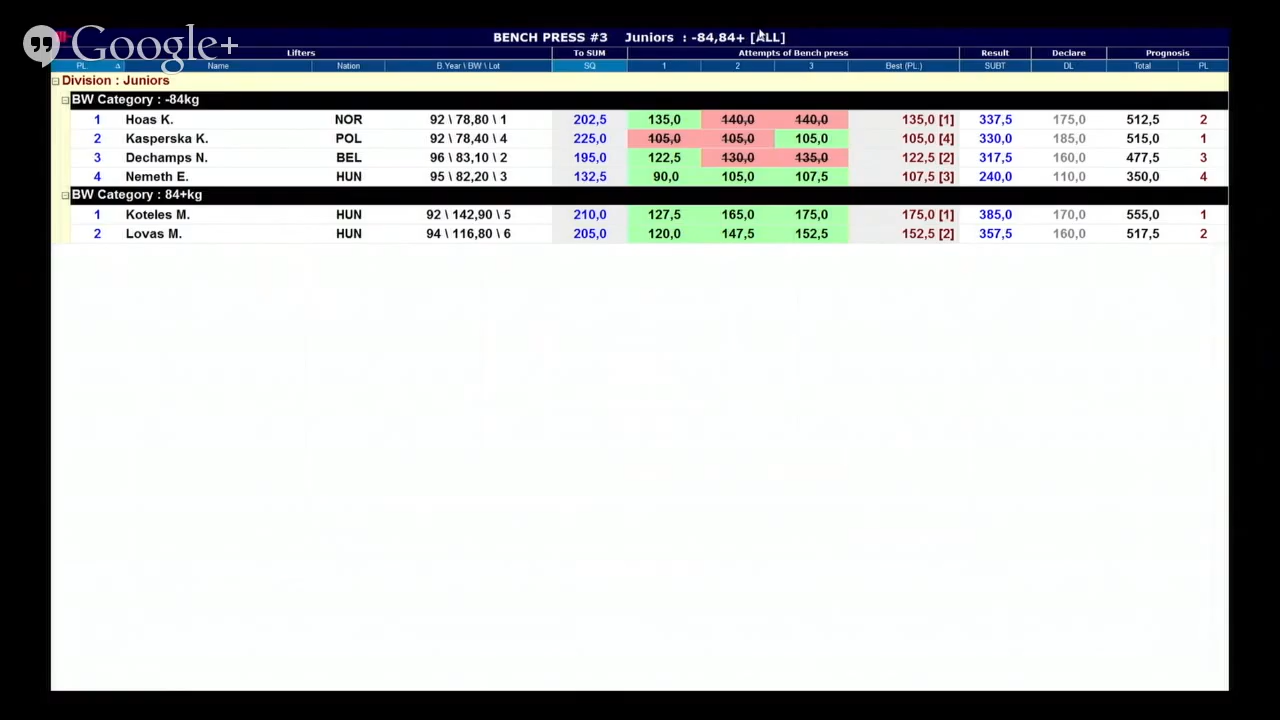 Google+
BENCH PRESS #3 Juniors : -84,84+ [ALL]
Lifters To SUM Attempts of Bench press Result Declare Prognosis
PL. Name Nation B.Year \ BW \ Lot SQ 1 2 3 Best (PL.) SUBT DL Total PL
Division : Juniors
BW Category : -84kg
1 Hoas K. NOR 92 \ 78,80 \ 1 202,5 135,0 140,0 140,0 135,0 [1] 337,5 175,0 512,5 2
2 Kasperska K. POL 92 \ 78,40 \ 4 225,0 105,0 105,0 105,0 105,0 [4] 330,0 185,0 515,0 1
3 Dechamps N. BEL 96 \ 83,10 \ 2 195,0 122,5 130,0 135,0 122,5 [2] 317,5 160,0 477,5 3
4 Nemeth E. HUN 95 \ 82,20 \ 3 132,5 90,0 105,0 107,5 107,5 [3] 240,0 110,0 350,0 4
BW Category : 84+kg
1 Koteles M. HUN 92 \ 142,90 \ 5 210,0 127,5 165,0 175,0 175,0 [1] 385,0 170,0 555,0 1
2 Lovas M. HUN 94 \ 116,80 \ 6 205,0 120,0 147,5 152,5 152,5 [2] 357,5 160,0 517,5 2